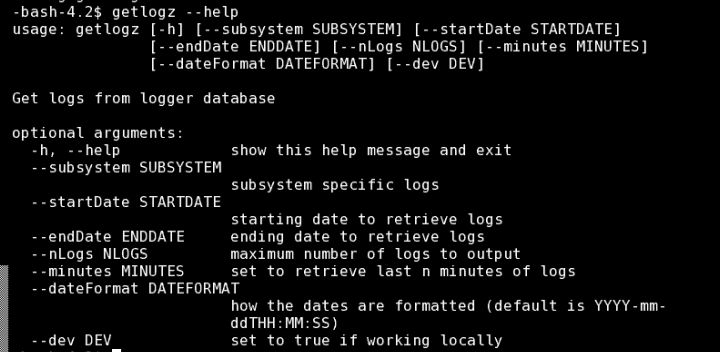 -bash-4.2$ getlogz --help
usage: getlogz [-h] [--subsystem SUBSYSTEM] [--startDate STARTDATE]
[--endDate ENDDATE] [--nLogs NLOGS] [--minutes MINUTES]
[--dateFormat DATEFORMAT] [--dev DEV]
Get logs from logger database
optional arguments:
-h, --help show this help message and exit
--subsystem SUBSYSTEM
subsystem specific logs
--startDate STARTDATE
starting date to retrieve logs
--endDate ENDDATE ending date to retrieve logs
--nLogs NLOGS maximum number of logs to output
--minutes MINUTES set to retrieve last n minutes of logs
--dateFormat DATEFORMAT
how the dates are formatted (default is YYYY-mm-
ddTHH:MM:SS)
--dev DEV set to true if working locally